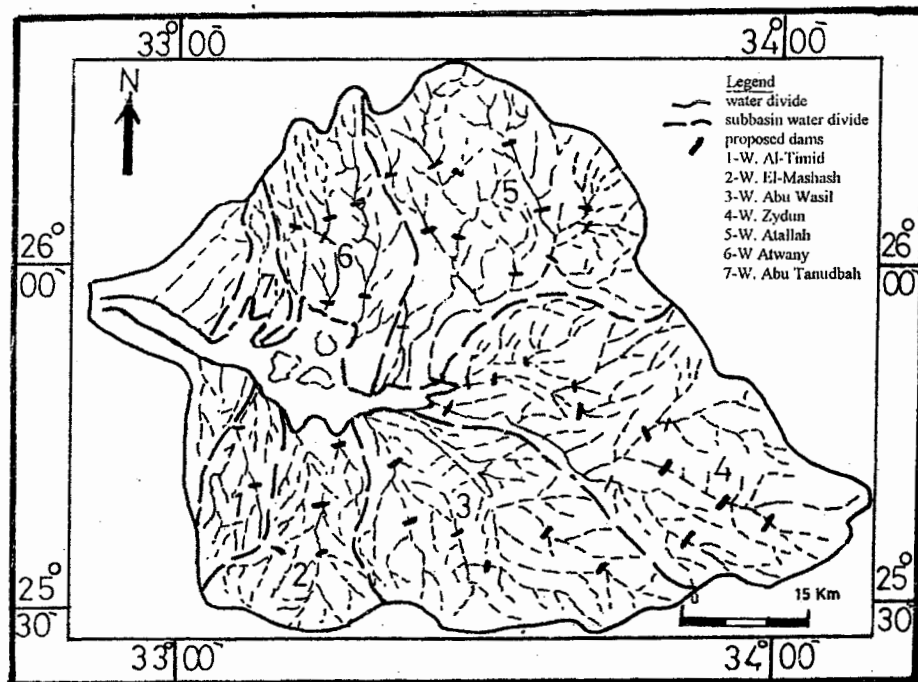 33° 00' 34° 00'
N
Legend
water divide
subbasin water divide
proposed dams
1-W. Al-Timid
2-W. El-Mashash
3-W. Abu Wasil
4-W. Zydun
5-W. Atallah
6-W Atwany
7-W. Abu Tanudbah
5
6
26° 00' 26° 00'
7
4
3
1
2
25° 30' 25° 30'
0 15 Km
33° 00' 34° 00'